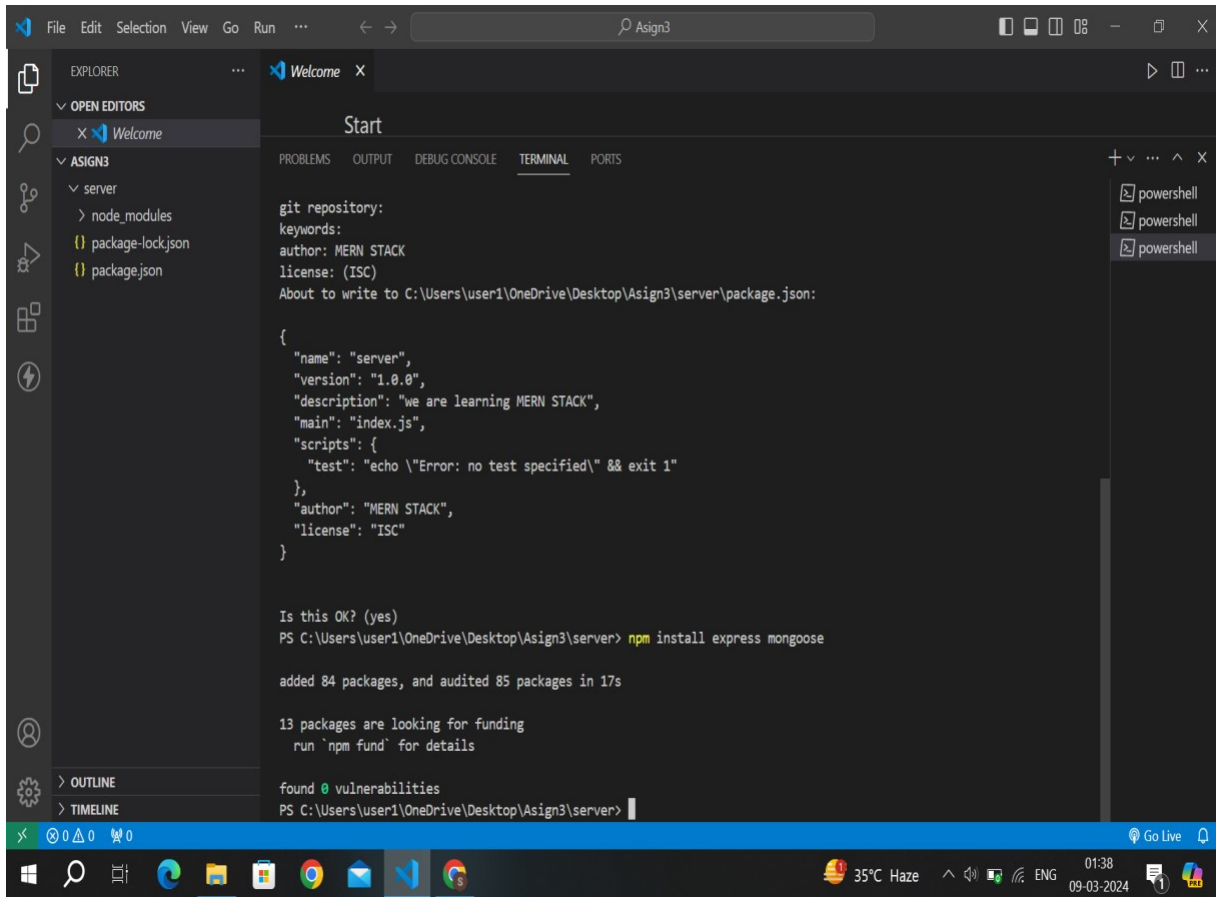 File Edit Selection View Go Run ··· Asign3
EXPLORER ···
OPEN EDITORS
Welcome
ASIGN3
server
node_modules
{} package-lock.json
{} package.json
OUTLINE
TIMELINE
Welcome
Start
PROBLEMS OUTPUT DEBUG CONSOLE TERMINAL PORTS
git repository:
keywords:
author: MERN STACK
license: (ISC)
About to write to C:\Users\user1\OneDrive\Desktop\Asign3\server\package.json:
{
  "name": "server",
  "version": "1.0.0",
  "description": "we are learning MERN STACK",
  "main": "index.js",
  "scripts": {
    "test": "echo \"Error: no test specified\" && exit 1"
  },
  "author": "MERN STACK",
  "license": "ISC"
}
Is this OK? (yes)
PS C:\Users\user1\OneDrive\Desktop\Asign3\server> npm install express mongoose
added 84 packages, and audited 85 packages in 17s
13 packages are looking for funding
  run `npm fund` for details
found 0 vulnerabilities
PS C:\Users\user1\OneDrive\Desktop\Asign3\server>
powershell
powershell
powershell
0 0 0 Go Live
1 35°C Haze ENG 01:38
09-03-2024 1 PRE